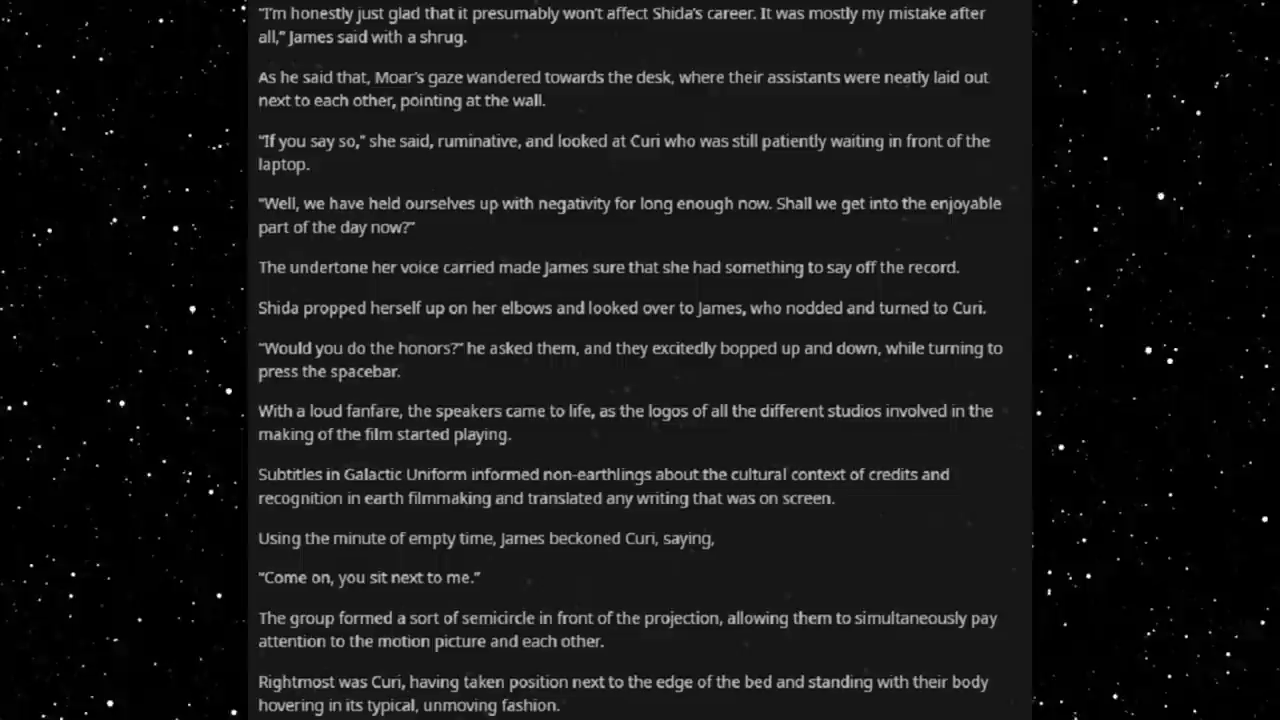 “I’m honestly just glad that it presumably won’t affect Shida’s career. It was mostly my mistake after
all,” James said with a shrug.
As he said that, Moar’s gaze wandered towards the desk, where their assistants were neatly laid out
next to each other, pointing at the wall.
“If you say so,” she said, ruminative, and looked at Curi who was still patiently waiting in front of the
laptop.
“Well, we have held ourselves up with negativity for long enough now. Shall we get into the enjoyable
part of the day now?”
The undertone her voice carried made James sure that she had something to say off the record.
Shida propped herself up on her elbows and looked over to James, who nodded and turned to Curi.
“Would you do the honors?” he asked them, and they excitedly bopped up and down, while turning to
press the spacebar.
With a loud fanfare, the speakers came to life, as the logos of all the different studios involved in the
making of the film started playing.
Subtitles in Galactic Uniform informed non-earthlings about the cultural context of credits and
recognition in earth filmmaking and translated any writing that was on screen.
Using the minute of empty time, James beckoned Curi, saying,
“Come on, you sit next to me.”
The group formed a sort of semicircle in front of the projection, allowing them to simultaneously pay
attention to the motion picture and each other.
Rightmost was Curi, having taken position next to the edge of the bed and standing with their body
hovering in its typical, unmoving fashion.